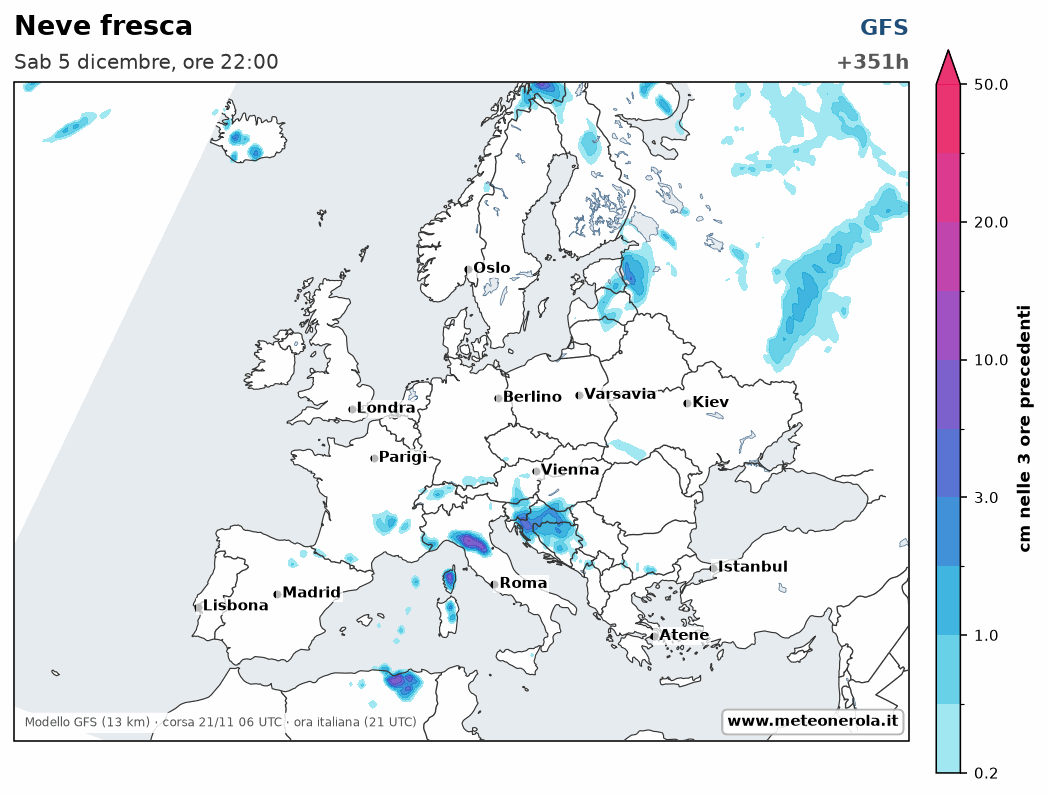 Neve fresca
GFS
Sab 5 dicembre, ore 22:00
+351h
50.0
20.0
10.0
3.0
1.0
0.2
cm nelle 3 ore precedenti
Oslo
Berlino
Varsavia
Kiev
Londra
Parigi
Vienna
Istanbul
Roma
Madrid
Lisbona
Atene
Modello GFS (13 km) · corsa 21/11 06 UTC · ora italiana (21 UTC)
www.meteonerola.it